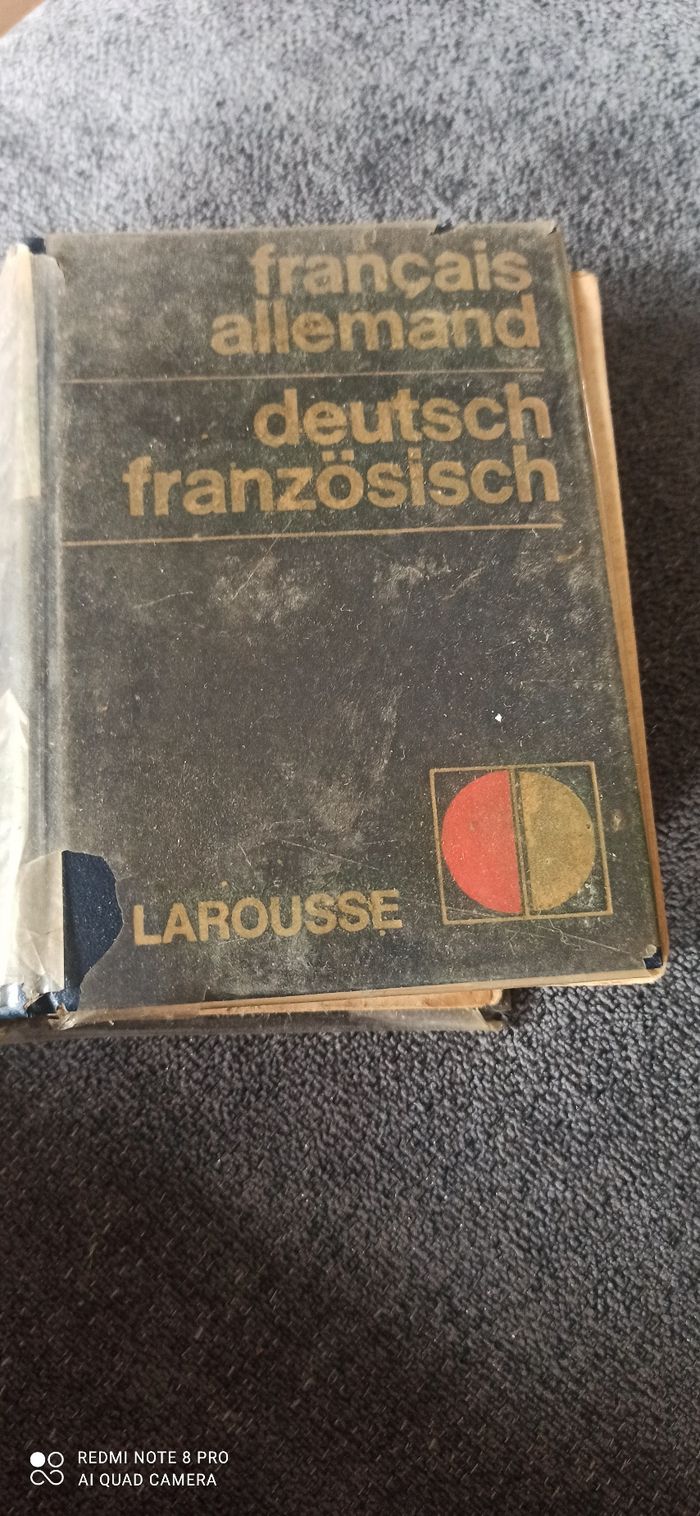 français
allemand
deutsch
französisch
LAROUSSE
REDMI NOTE 8 PRO
AI QUAD CAMERA